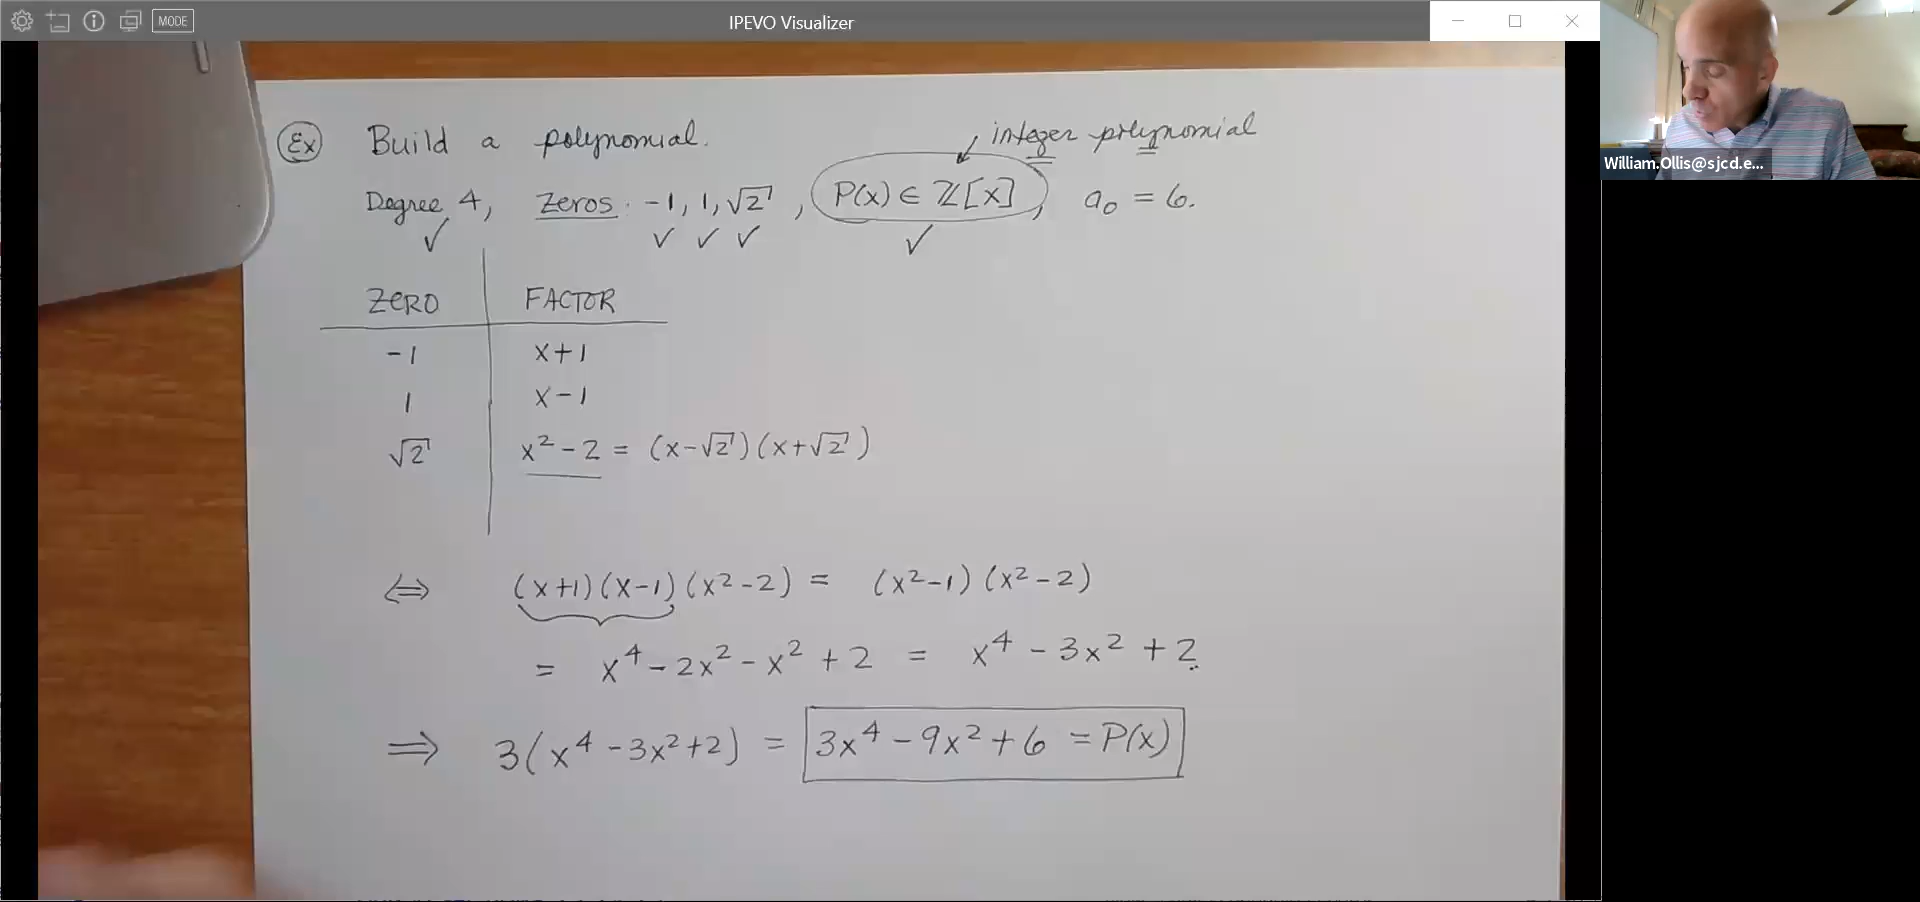 MODE
IPEVO Visualizer
William.Ollis@sjcd.e...
Ex Build a polynomial. integer polynomial
Degree 4, Zeros: -1, 1, √2, P(x) ∈ ℤ[x], a₀ = 6.
✓ ✓ ✓ ✓ ✓
ZERO FACTOR
-1 x+1
1 x-1
√2 x²-2 = (x-√2)(x+√2)
⇔ (x+1)(x-1)(x²-2) = (x²-1)(x²-2)
= x⁴-2x²-x²+2 = x⁴-3x²+2
⇒ 3(x⁴-3x²+2) = 3x⁴-9x²+6 = P(x)